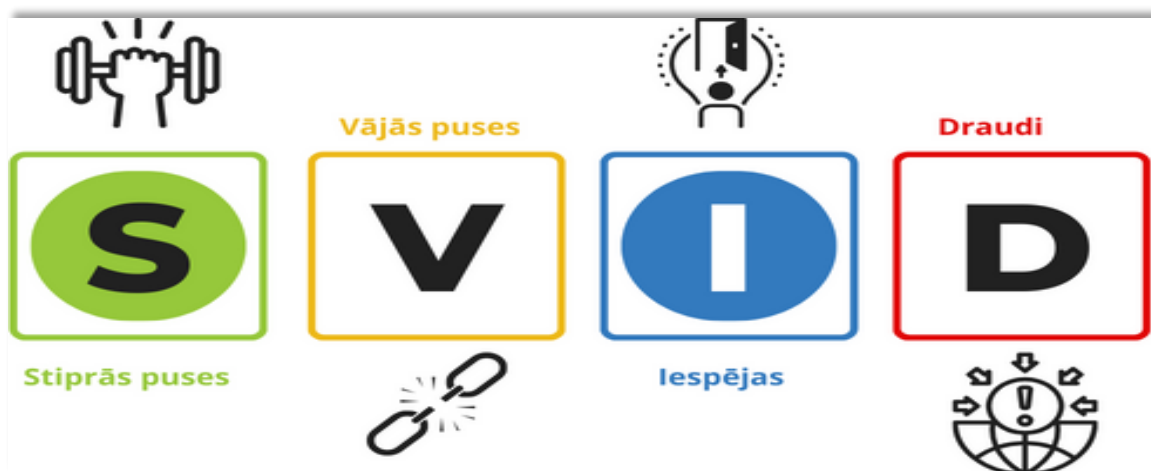 Vājās puses
Draudi
S V I D
Stiprās puses
Iespējas